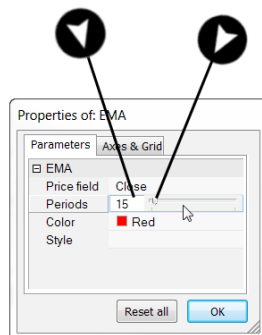 Properties of: EMA
Parameters Axes & Grid
EMA
Price field Close
Periods 15
Color Red
Style
Reset all OK